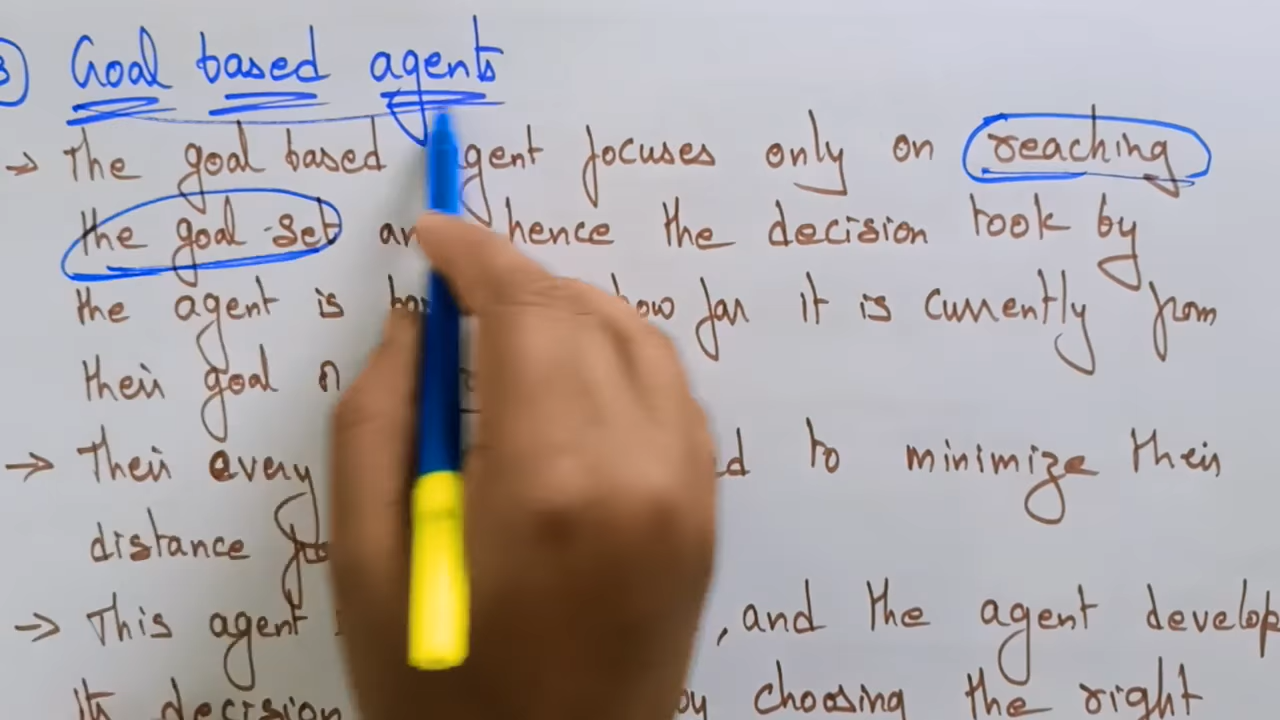 3) Goal based agents
→ The goal based agent focuses only on reaching
the goal-set and hence the decision took by
the agent is how far it is currently from
their goal
→ Their every to minimize their
distance
→ This agent , and the agent develop
its decision by choosing the right